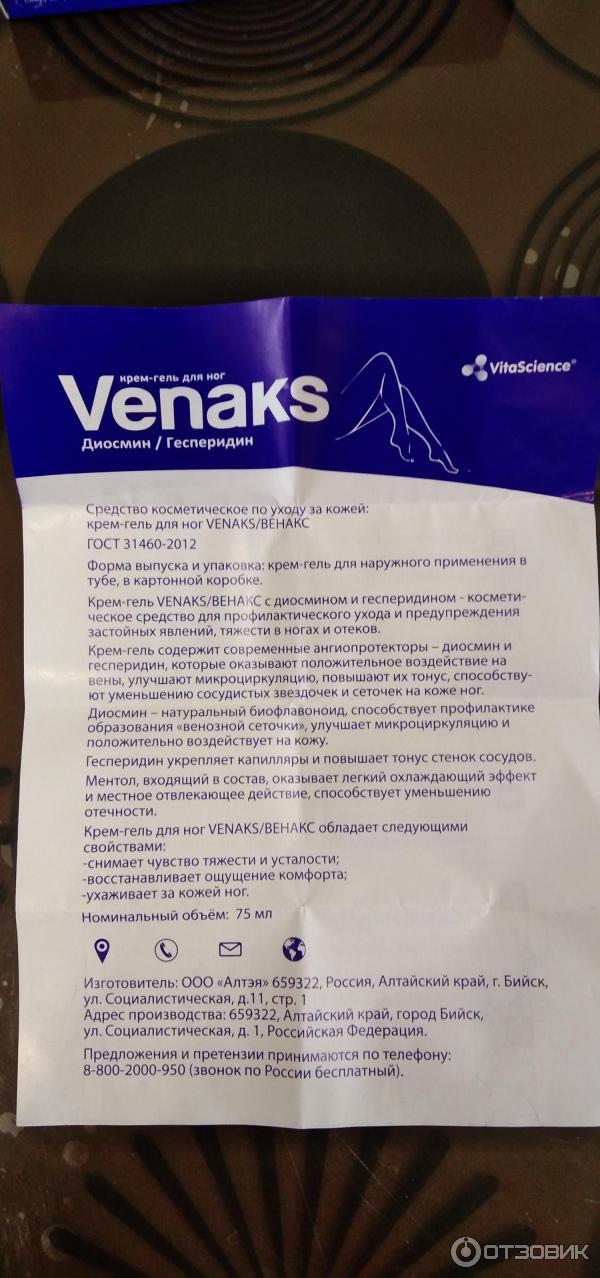 крем-гель для ног
Venaks
Диосмин / Гесперидин
VitaScience®
Средство косметическое по уходу за кожей:
крем-гель для ног VENAKS/ВЕНАКС
ГОСТ 31460-2012
Форма выпуска и упаковка: крем-гель для наружного применения в
тубе, в картонной коробке.
Крем-гель VENAKS/ВЕНАКС с диосмином и гесперидином - космети-
ческое средство для профилактического ухода и предупреждения
застойных явлений, тяжести в ногах и отеков.
Крем-гель содержит современные ангиопротекторы – диосмин и
гесперидин, которые оказывают положительное воздействие на
вены, улучшают микроциркуляцию, повышают их тонус, способству-
ют уменьшению сосудистых звездочек и сеточек на коже ног.
Диосмин – натуральный биофлавоноид, способствует профилактике
образования «венозной сеточки», улучшает микроциркуляцию и
положительно воздействует на кожу.
Гесперидин укрепляет капилляры и повышает тонус стенок сосудов.
Ментол, входящий в состав, оказывает легкий охлаждающий эффект
и местное отвлекающее действие, способствует уменьшению
отечности.
Крем-гель для ног VENAKS/ВЕНАКС обладает следующими
свойствами:
-снимает чувство тяжести и усталости;
-восстанавливает ощущение комфорта;
-ухаживает за кожей ног.
Номинальный объём: 75 мл
Изготовитель: ООО «Алтэя» 659322, Россия, Алтайский край, г. Бийск,
ул. Социалистическая, д.11, стр. 1
Адрес производства: 659322, Алтайский край, город Бийск,
ул. Социалистическая, д. 1, Российская Федерация.
Предложения и претензии принимаются по телефону:
8-800-2000-950 (звонок по России бесплатный).
ОТЗОВИК